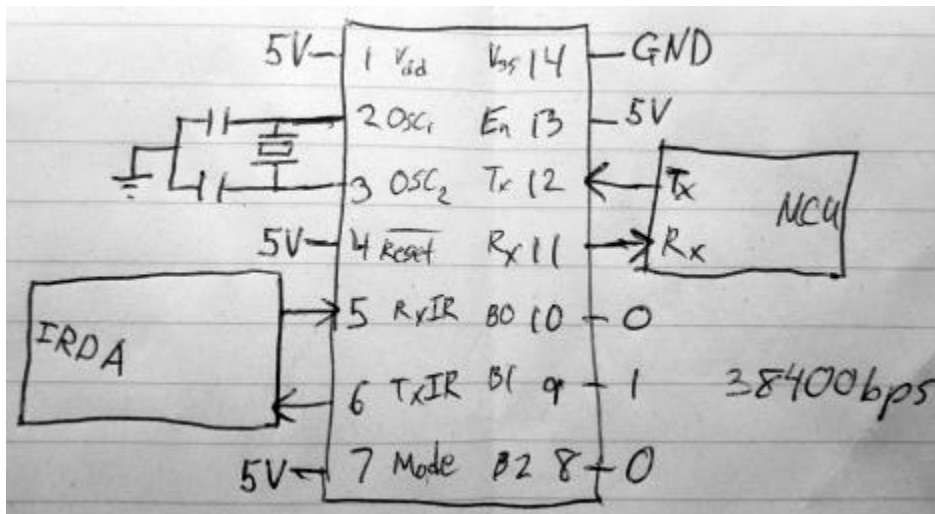 5V 1 Vdd Vss 14 GND
2 OSC1 En 13 5V
3 OSC2 Tx 12 Tx
MCU
5V 4 Reset Rx 11 Rx
5 RxIR B0 10 0
IRDA
6 TxIR B1 9 1 38400bps
5V 7 Mode B2 8 0